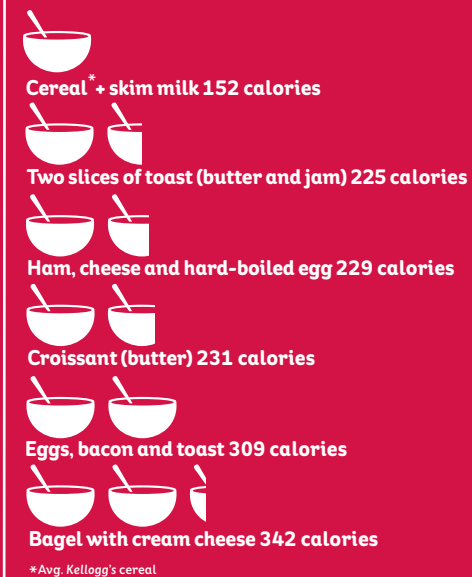 Cereal*+ skim milk 152 calories
Two slices of toast (butter and jam) 225 calories
Ham, cheese and hard-boiled egg 229 calories
Croissant (butter) 231 calories
Eggs, bacon and toast 309 calories
Bagel with cream cheese 342 calories
*Avg. Kellogg's cereal